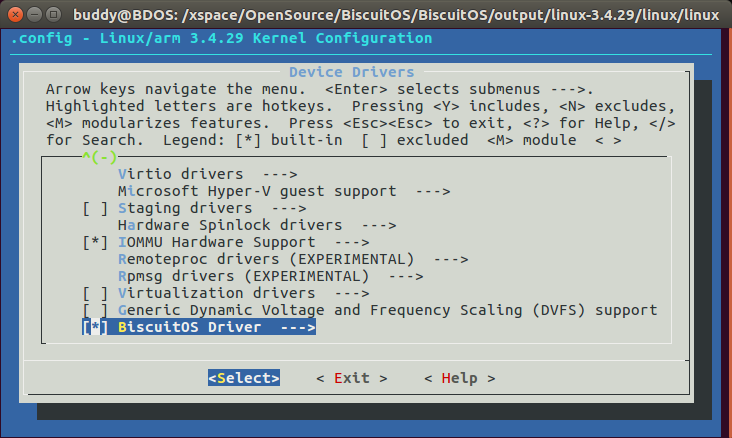 buddy@BDOS: /xspace/OpenSource/BiscuitOS/BiscuitOS/output/linux-3.4.29/linux/linux
.config - Linux/arm 3.4.29 Kernel Configuration
Device Drivers
Arrow keys navigate the menu.  <Enter> selects submenus --->.
Highlighted letters are hotkeys.  Pressing <Y> includes, <N> excludes,
<M> modularizes features.  Press <Esc><Esc> to exit, <?> for Help, </>
for Search.  Legend: [*] built-in  [ ] excluded  <M> module  < >
^(-)
Virtio drivers  --->
Microsoft Hyper-V guest support  --->
[ ] Staging drivers  --->
Hardware Spinlock drivers  --->
[*] IOMMU Hardware Support  --->
Remoteproc drivers (EXPERIMENTAL)  --->
Rpmsg drivers (EXPERIMENTAL)  --->
[ ] Virtualization drivers  --->
[ ] Generic Dynamic Voltage and Frequency Scaling (DVFS) support
[*] BiscuitOS Driver  --->
<Select>    < Exit >    < Help >